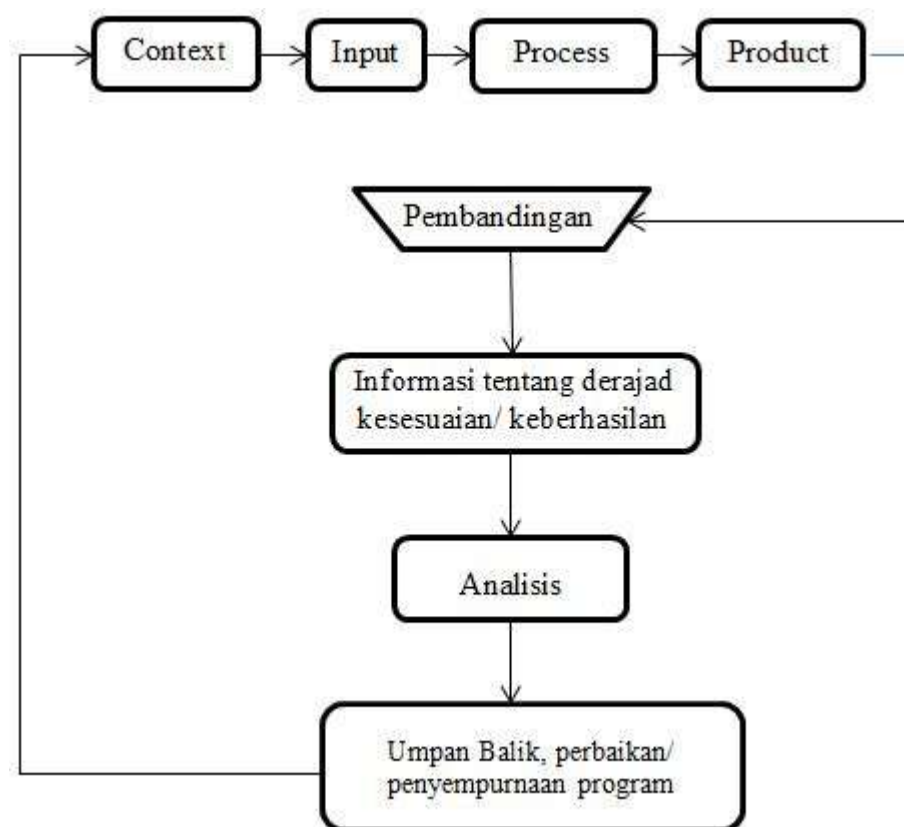 Context
Input
Process
Product
Pembandingan
Informasi tentang derajad
kesesuaian/ keberhasilan
Analisis
Umpan Balik, perbaikan/
penyempurnaan program